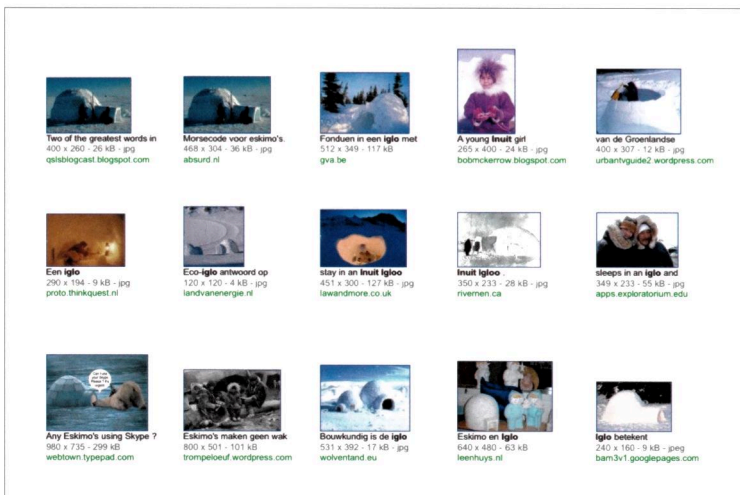 Two of the greatest words in
400 x 260 - 26 kB - jpg
qslsblogcast.blogspot.com
Morsecode voor eskimo's.
468 x 304 - 36 kB - jpg
absurd.nl
Fonduen in een iglo met
512 x 349 - 117 kB
gva.be
A young Inuit girl
265 x 400 - 24 kB - jpg
bobmckerrow.blogspot.com
van de Groenlandse
400 x 307 - 12 kB - jpg
urbantvguide2.wordpress.com
Een iglo
290 x 194 - 9 kB - jpg
proto.thinkquest.nl
Eco-iglo antwoord op
120 x 120 - 4 kB - jpg
landvanenergie.nl
stay in an Inuit Igloo
451 x 300 - 127 kB - jpg
lawandmore.co.uk
Inuit Igloo .
350 x 233 - 28 kB - jpg
rivernen.ca
sleeps in an iglo and
349 x 233 - 55 kB - jpg
apps.exploratorium.edu
Any Eskimo's using Skype ?
980 x 735 - 299 kB
webtown.typepad.com
Eskimo's maken geen wak
800 x 501 - 101 kB
trompeloeuf.wordpress.com
Bouwkundig is de iglo
531 x 392 - 17 kB - jpg
wolventand.eu
Eskimo en Iglo
640 x 480 - 63 kB
leenhuys.nl
Iglo betekent
240 x 160 - 9 kB - jpeg
bam3v1.googlepages.com